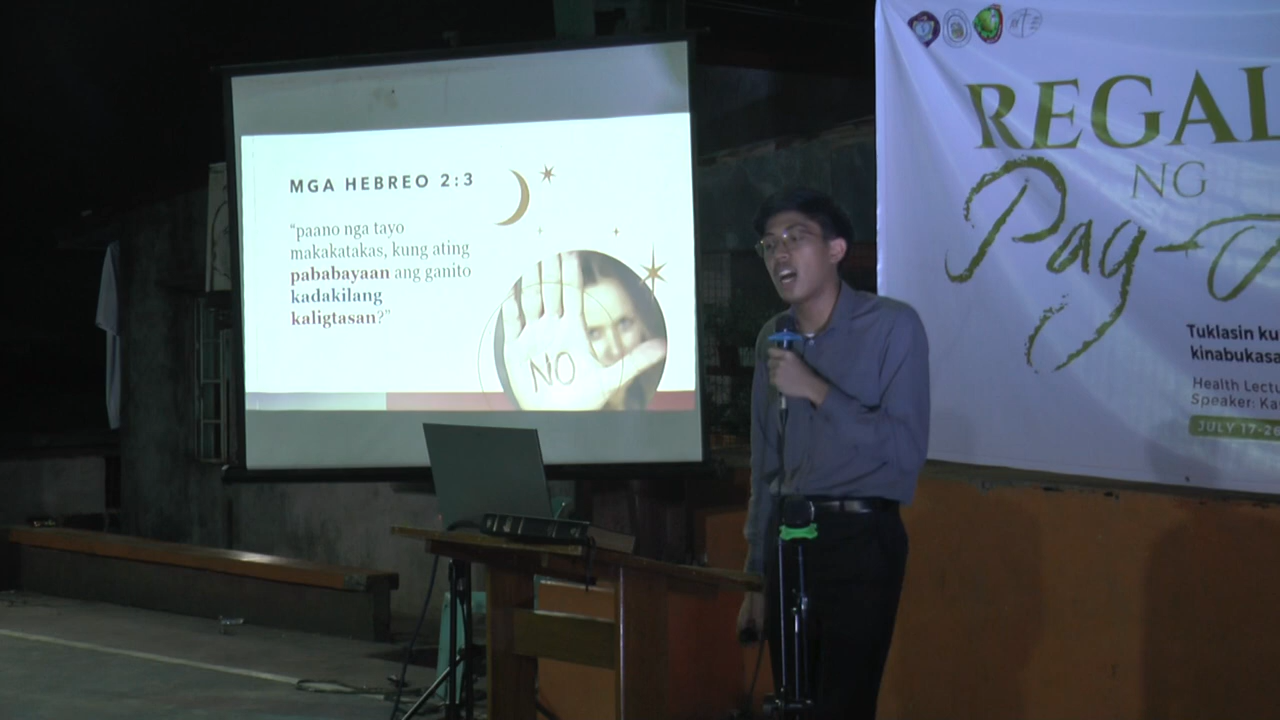 MGA HEBREO 2:3
“paano nga tayo
makakatakas, kung ating
pababayaan ang ganito
kadakilang
kaligtasan?”
NO
REGAL
NG
Pag-
Tuklasin ku
kinabukasa
Health Lectu
Speaker: Ka
JULY 17-26